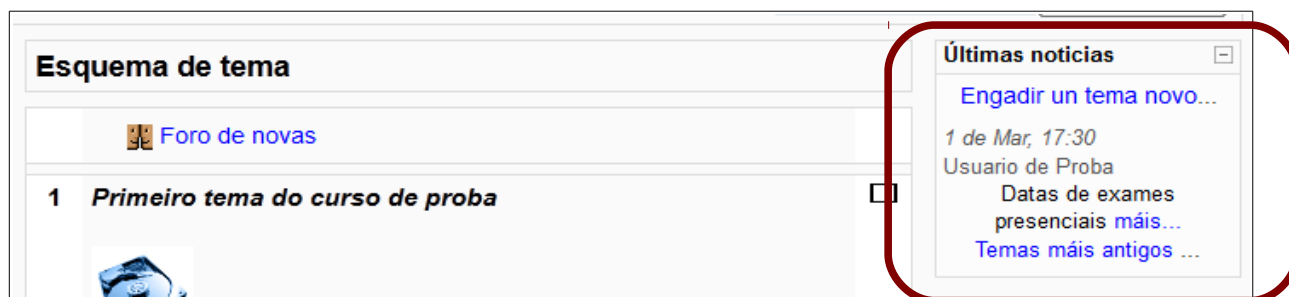 Esquema de tema
Foro de novas
1 Primeiro tema do curso de proba
Últimas noticias
Engadir un tema novo...
1 de Mar, 17:30
Usuario de Proba
Datas de exames
presenciais máis...
Temas máis antigos ...